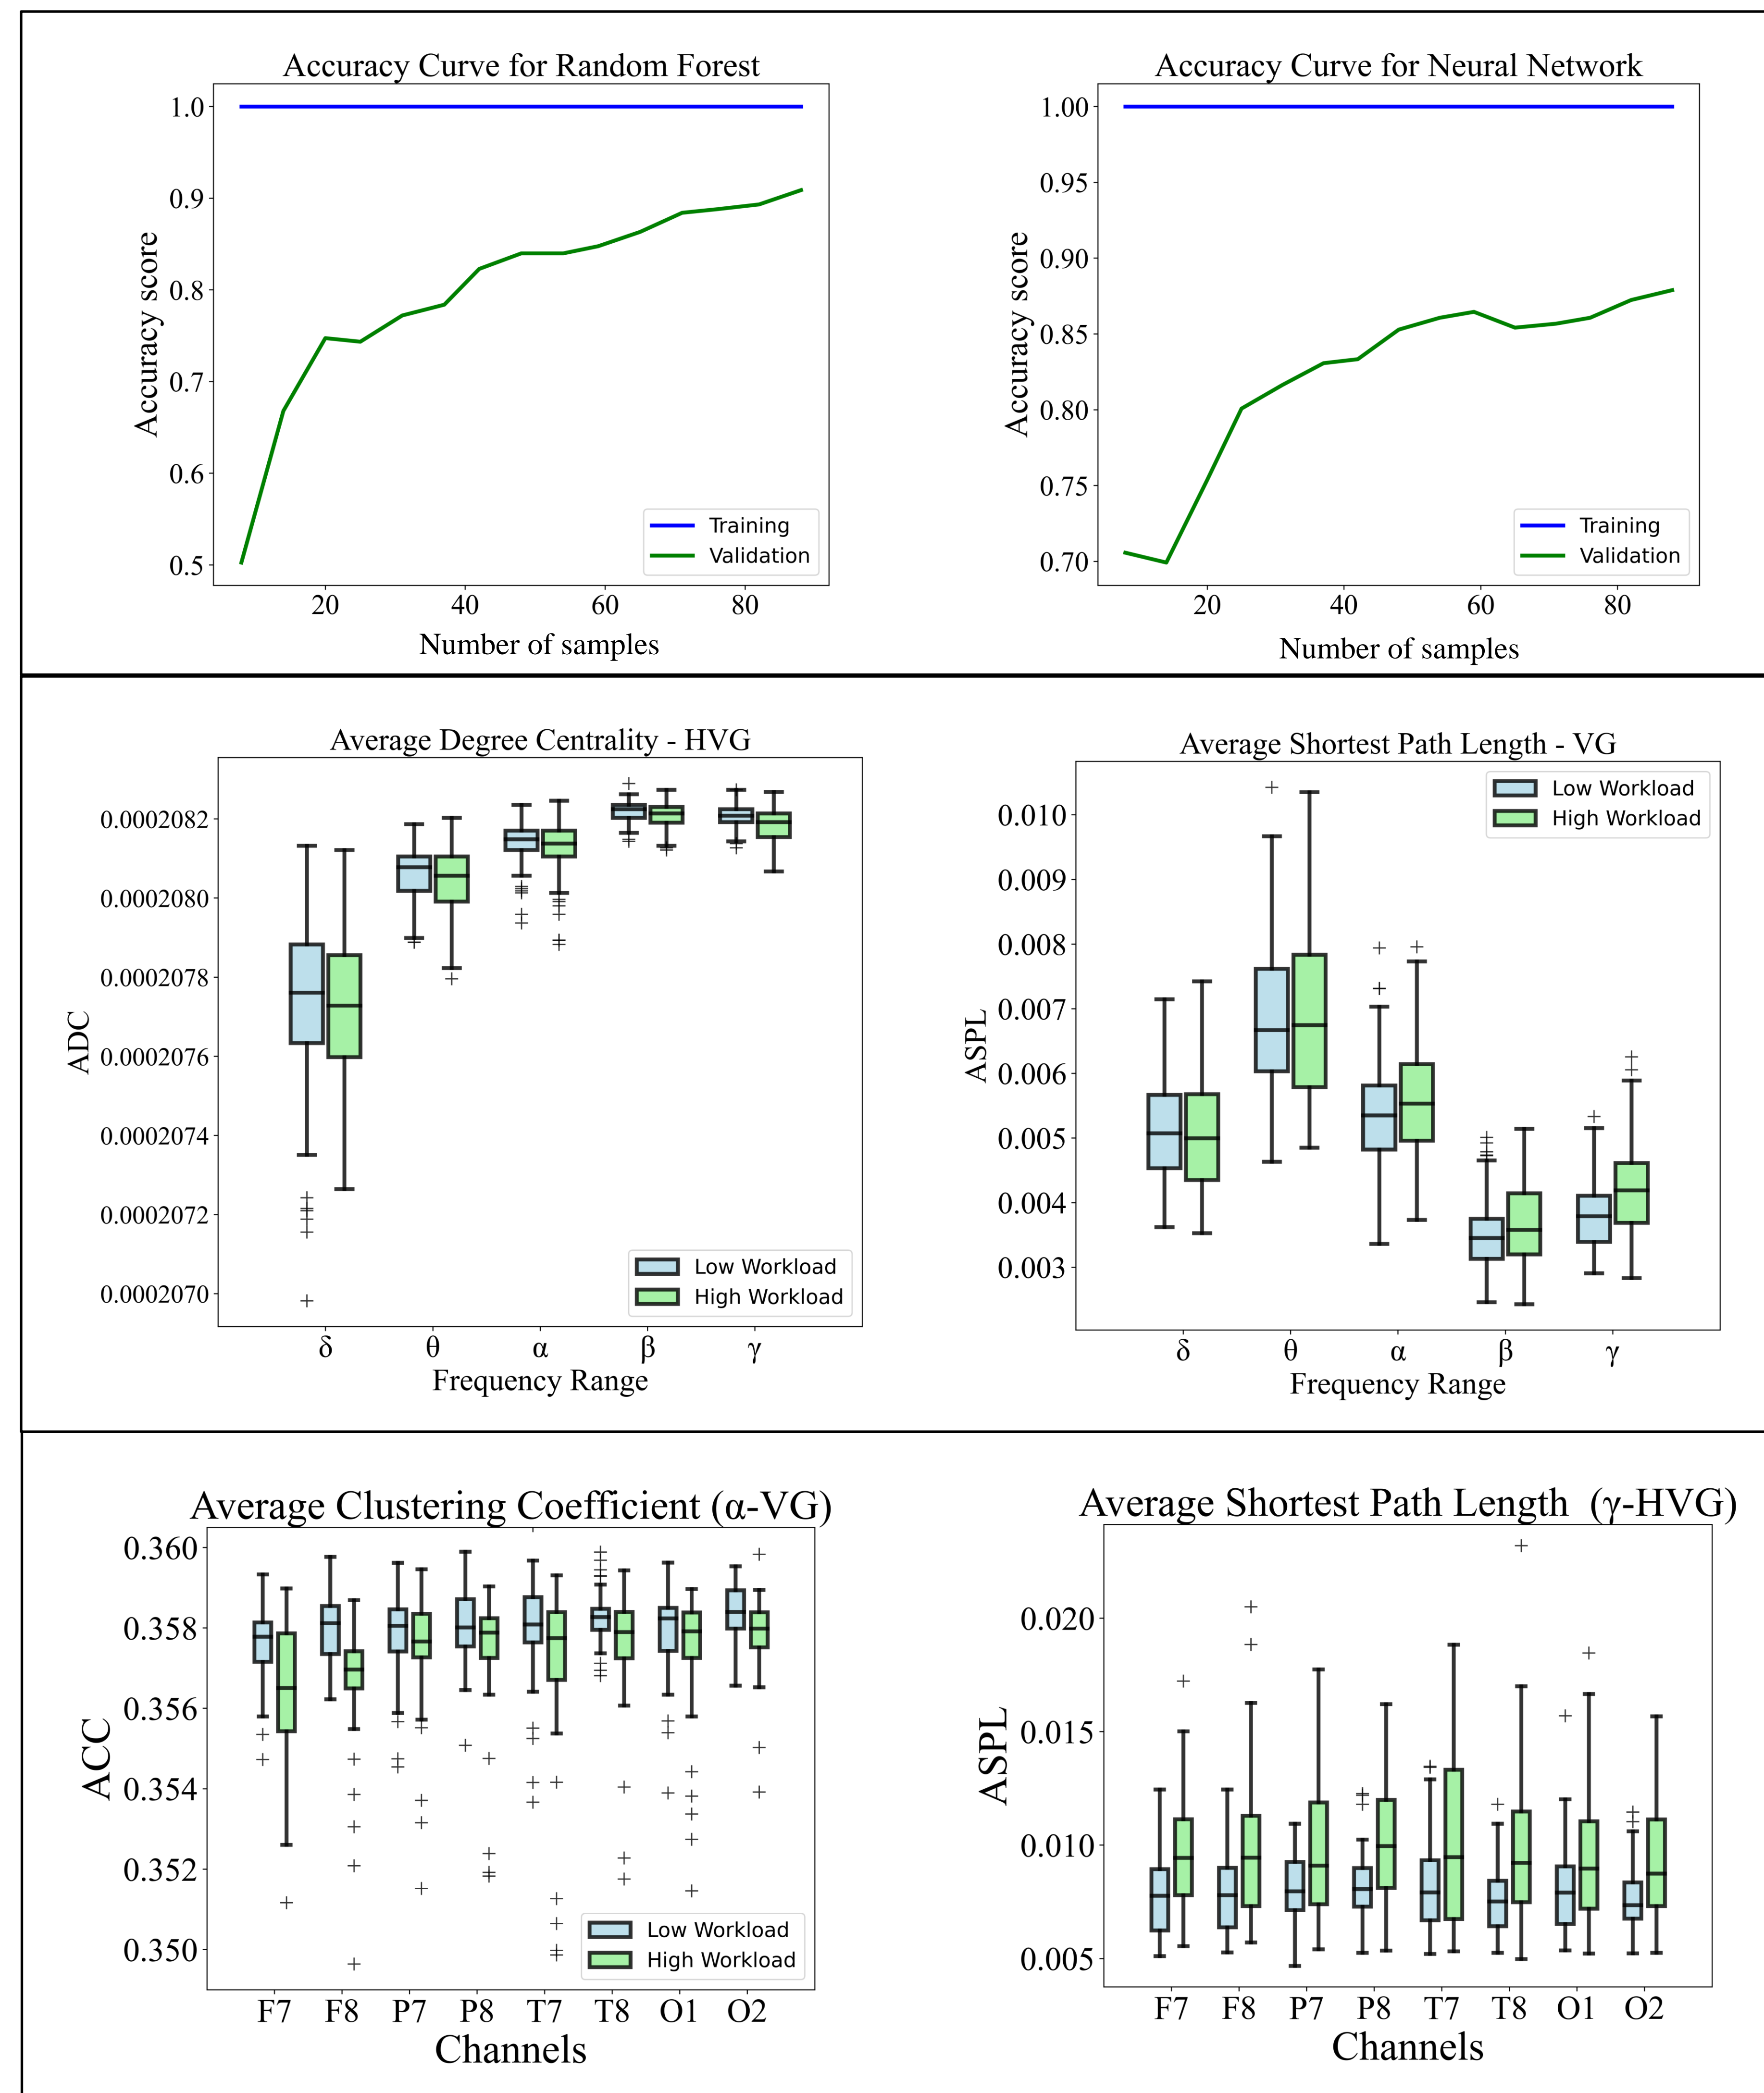 Accuracy Curve for Random Forest
1.0
0.9
0.8
0.7
0.6
0.5
Accuracy score
20 40 60 80
Number of samples
Training
Validation
Accuracy Curve for Neural Network
1.00
0.95
0.90
0.85
0.80
0.75
0.70
Accuracy score
20 40 60 80
Number of samples
Training
Validation
Average Degree Centrality - HVG
0.0002082
0.0002080
0.0002078
0.0002076
0.0002074
0.0002072
0.0002070
ADC
δ θ α β γ
Frequency Range
Low Workload
High Workload
Average Shortest Path Length - VG
0.010
0.009
0.008
0.007
0.006
0.005
0.004
0.003
ASPL
δ θ α β γ
Frequency Range
Low Workload
High Workload
Average Clustering Coefficient (α-VG)
0.360
0.358
0.356
0.354
0.352
0.350
ACC
F7 F8 P7 P8 T7 T8 O1 O2
Channels
Low Workload
High Workload
Average Shortest Path Length (γ-HVG)
0.020
0.015
0.010
0.005
ASPL
F7 F8 P7 P8 T7 T8 O1 O2
Channels